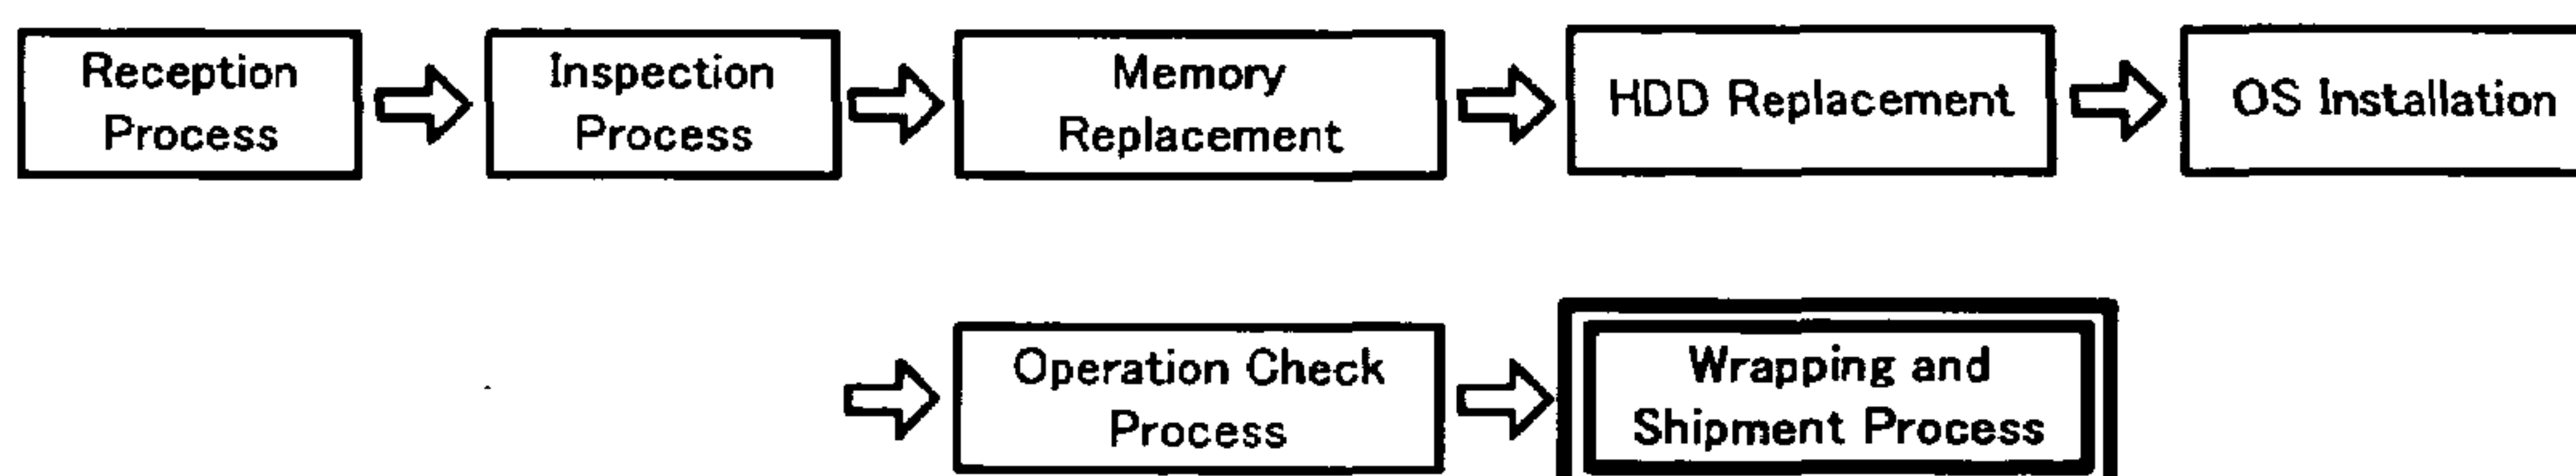 Reception
Process
Inspection
Process
Memory
Replacement
HDD Replacement
OS Installation
Operation Check
Process
Wrapping and
Shipment Process